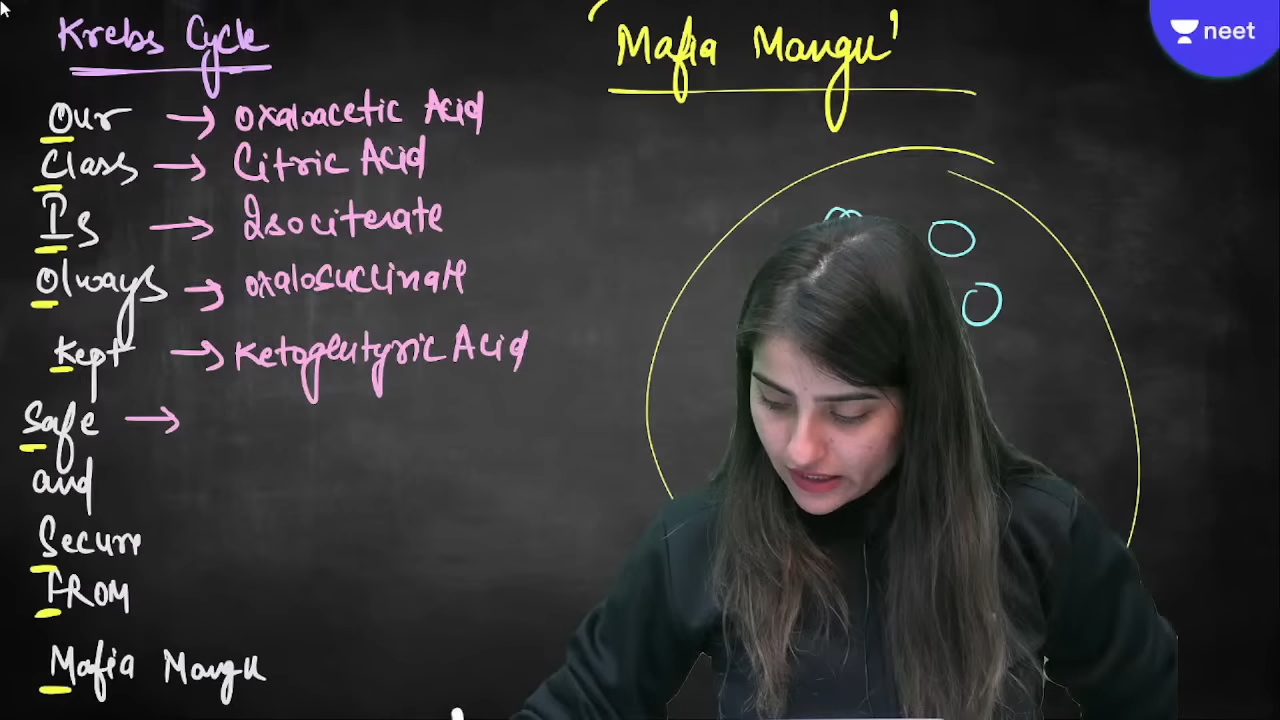 Krebs Cycle
Our → Oxaloacetic Acid
Class → Citric Acid
Is → Isociterate
Olways → Oxalosuccinate
Kept → Ketoglutyric Acid
Safe →
and
Secure
FROM
Mafia Mangu
'Mafia Mangu'
neet